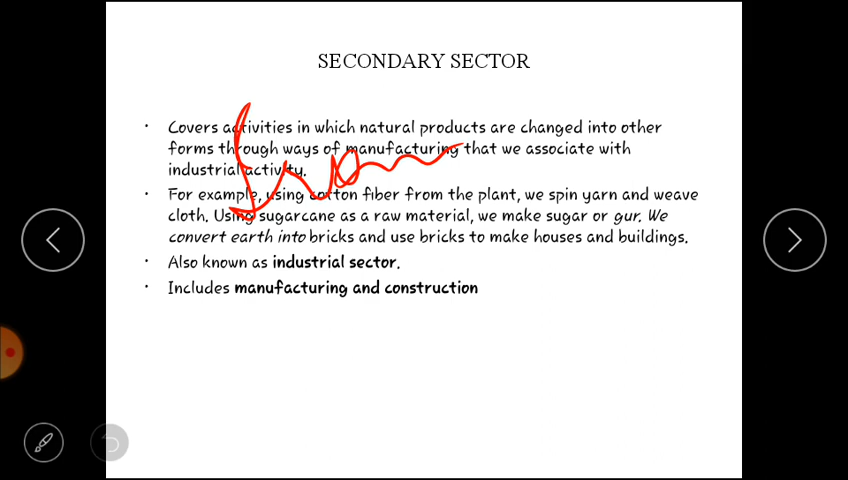 SECONDARY SECTOR
• Covers activities in which natural products are changed into other
forms through ways of manufacturing that we associate with
industrial activity.
• For example, using cotton fiber from the plant, we spin yarn and weave
cloth. Using sugarcane as a raw material, we make sugar or gur. We
convert earth into bricks and use bricks to make houses and buildings.
• Also known as industrial sector.
• Includes manufacturing and construction